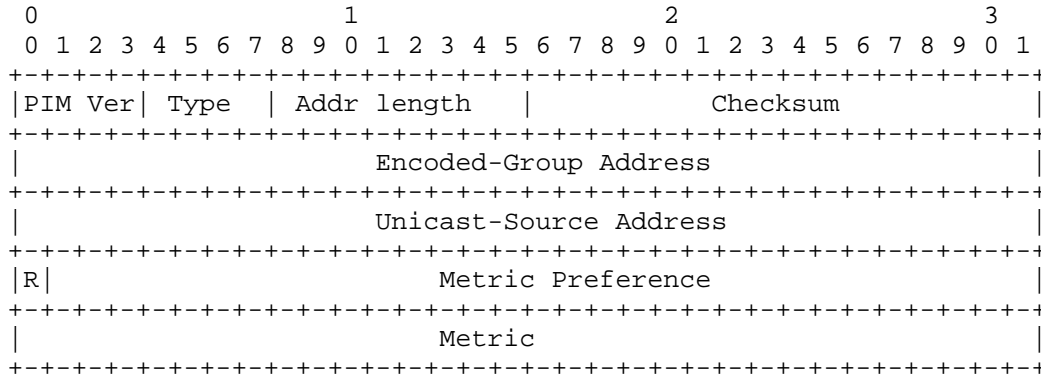 0                   1                   2                   3
 0 1 2 3 4 5 6 7 8 9 0 1 2 3 4 5 6 7 8 9 0 1 2 3 4 5 6 7 8 9 0 1
+-+-+-+-+-+-+-+-+-+-+-+-+-+-+-+-+-+-+-+-+-+-+-+-+-+-+-+-+-+-+-+-+
|PIM Ver| Type  | Addr length   |           Checksum            |
+-+-+-+-+-+-+-+-+-+-+-+-+-+-+-+-+-+-+-+-+-+-+-+-+-+-+-+-+-+-+-+-+
|                      Encoded-Group Address                    |
+-+-+-+-+-+-+-+-+-+-+-+-+-+-+-+-+-+-+-+-+-+-+-+-+-+-+-+-+-+-+-+-+
|                      Unicast-Source Address                   |
+-+-+-+-+-+-+-+-+-+-+-+-+-+-+-+-+-+-+-+-+-+-+-+-+-+-+-+-+-+-+-+-+
|R|                        Metric Preference                    |
+-+-+-+-+-+-+-+-+-+-+-+-+-+-+-+-+-+-+-+-+-+-+-+-+-+-+-+-+-+-+-+-+
|                          Metric                               |
+-+-+-+-+-+-+-+-+-+-+-+-+-+-+-+-+-+-+-+-+-+-+-+-+-+-+-+-+-+-+-+-+